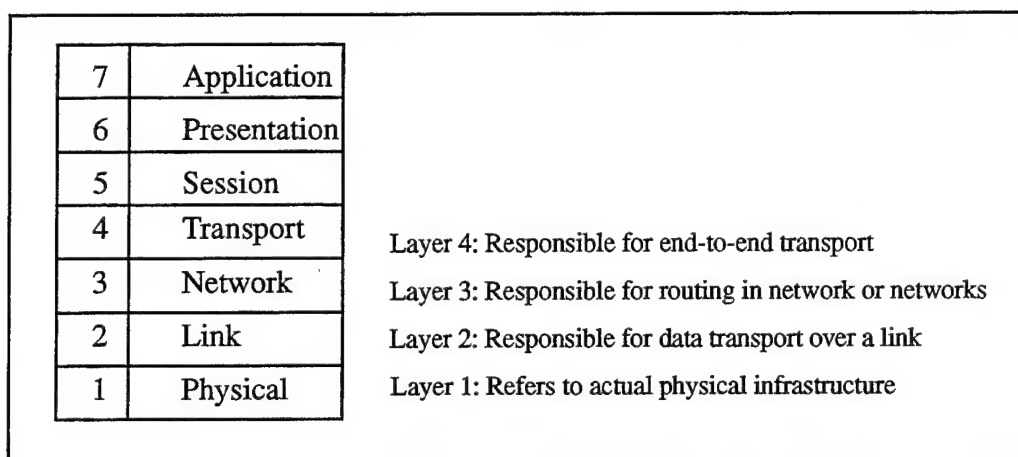 7 Application
6 Presentation
5 Session
4 Transport
Layer 4: Responsible for end-to-end transport
3 Network
Layer 3: Responsible for routing in network or networks
2 Link
Layer 2: Responsible for data transport over a link
1 Physical
Layer 1: Refers to actual physical infrastructure